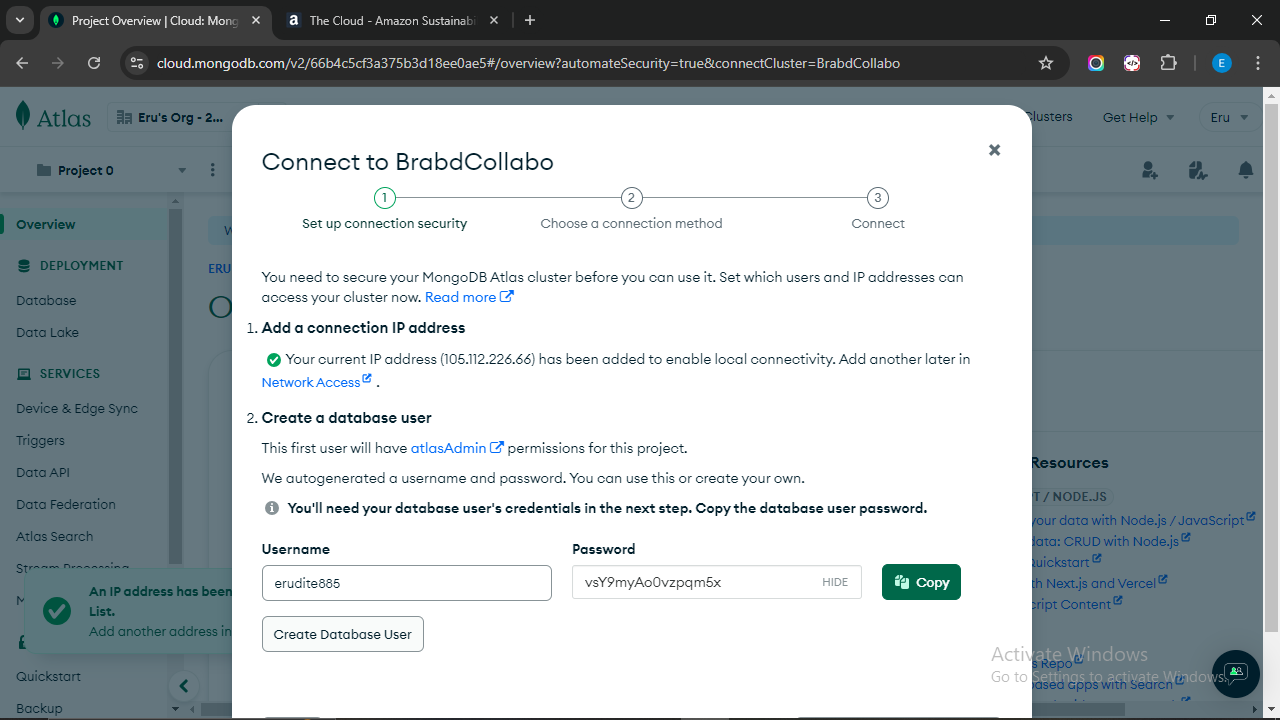 Project Overview | Cloud: Mong
The Cloud - Amazon Sustainabi
cloud.mongodb.com/v2/66b4c5cf3a375b3d18ee0ae5#/overview?automateSecurity=true&connectCluster=BrabdCollabo
E
Atlas
Eru's Org - 2...
Clusters
Get Help
Eru
Project 0
Overview
DEPLOYMENT
Database
Data Lake
SERVICES
Device & Edge Sync
Triggers
Data API
Data Federation
Atlas Search
Stream Processing
An IP address has been
List.
Add another address in
Quickstart
Backup
W
ERU
O
Connect to BrabdCollabo
1
2
3
Set up connection security
Choose a connection method
Connect
You need to secure your MongoDB Atlas cluster before you can use it. Set which users and IP addresses can
access your cluster now. Read more
1. Add a connection IP address
Your current IP address (105.112.226.66) has been added to enable local connectivity. Add another later in
Network Access .
2. Create a database user
This first user will have atlasAdmin permissions for this project.
We autogenerated a username and password. You can use this or create your own.
You'll need your database user's credentials in the next step. Copy the database user password.
Username
Password
erudite885
vsY9myAo0vzpqm5x
HIDE
Copy
Create Database User
Resources
T / NODE.JS
your data with Node.js / JavaScript
data: CRUD with Node.js
uickstart
th Next.js and Vercel
cript Content
s Repo
based apps with Search
Activate Windows
Go to Settings to activate Windows.